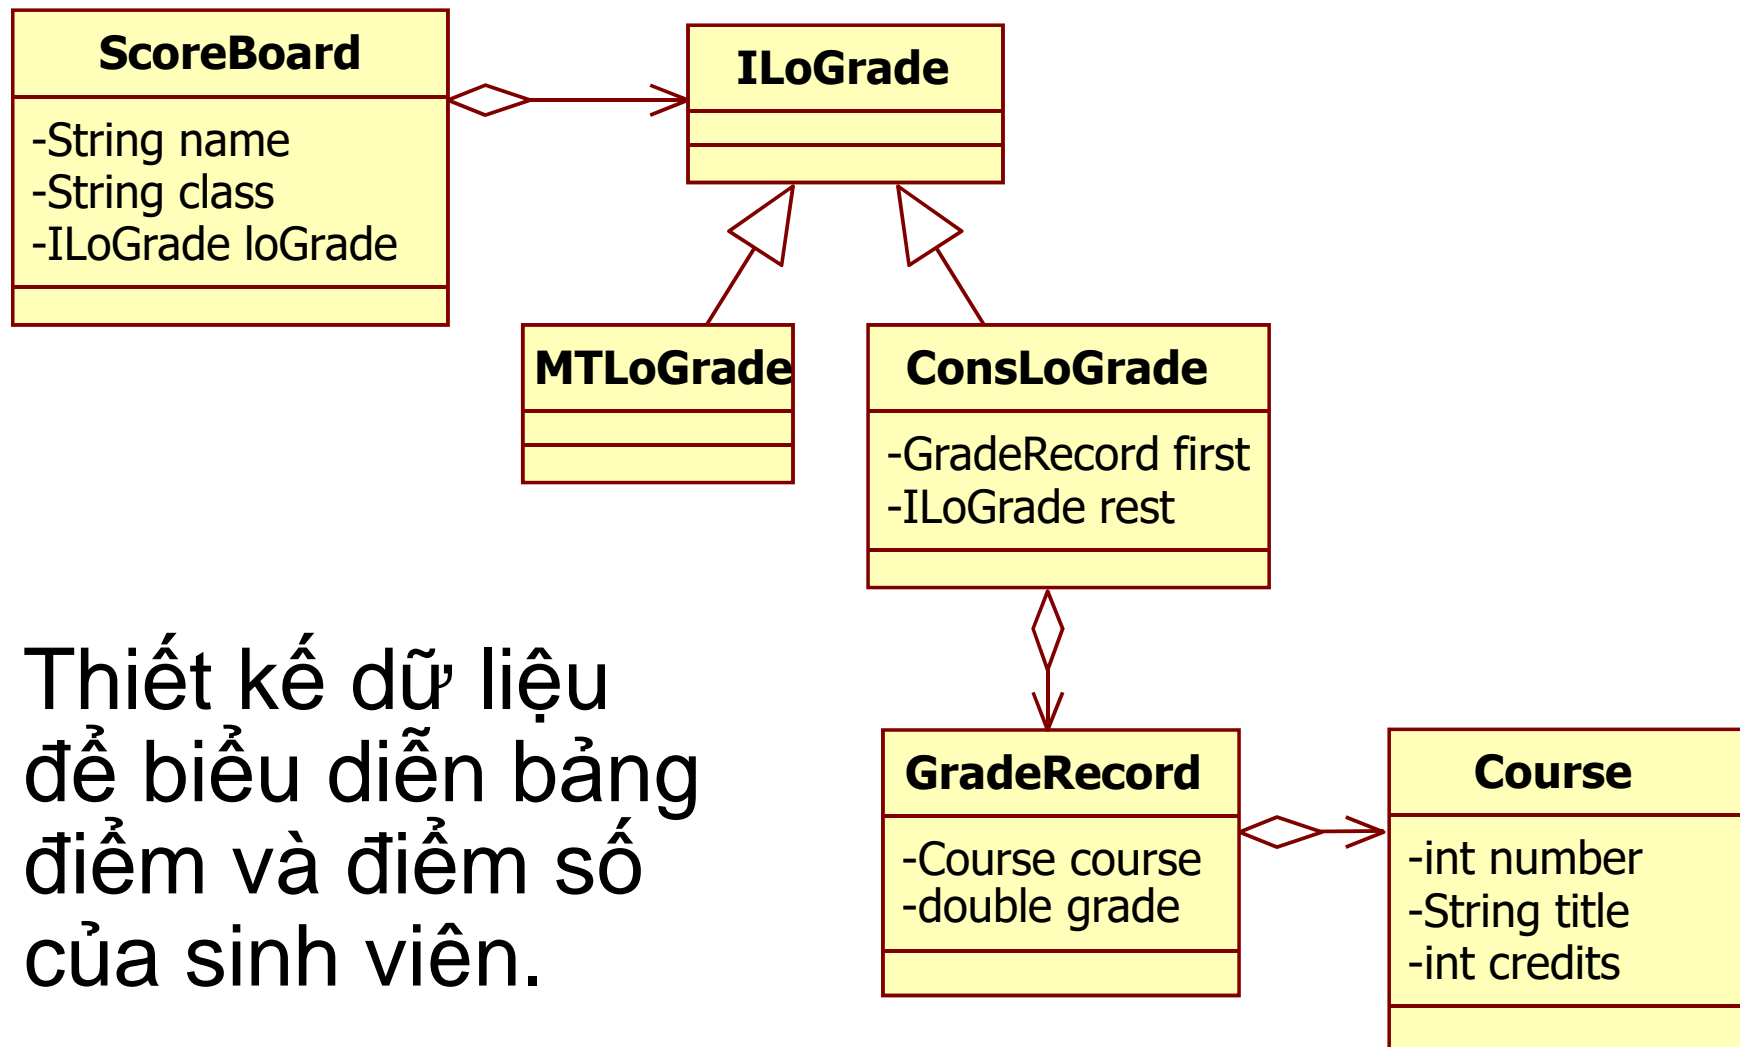 ScoreBoard
-String name
-String class
-ILoGrade loGrade
ILoGrade
MTLoGrade
ConsLoGrade
-GradeRecord first
-ILoGrade rest
Thiết kế dữ liệu
để biểu diễn bảng
điểm và điểm số
của sinh viên.
GradeRecord
-Course course
-double grade
Course
-int number
-String title
-int credits